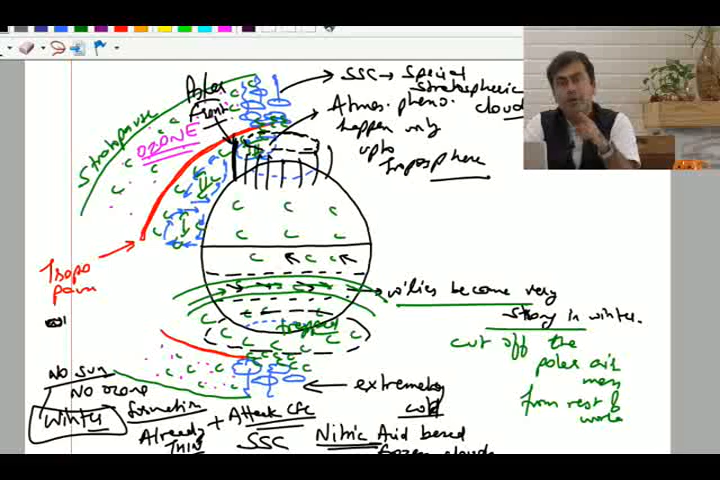 Polar
Front
SSC → Special
Stratospheric
cloud
Atmos. pheno.
happen only
upto
Troposphere
Stratopause
OZONE
Tropo
pause
C C C
C C C
C C C
westerlies become very
strong in winter.
cut off the
polar air
mass
from rest of
world
trapped
No sun
No ozone
formation
Winter
Already
Thin
+ Attack CFC
SSC
extremely
cold
Nitric Acid based
frozen clouds